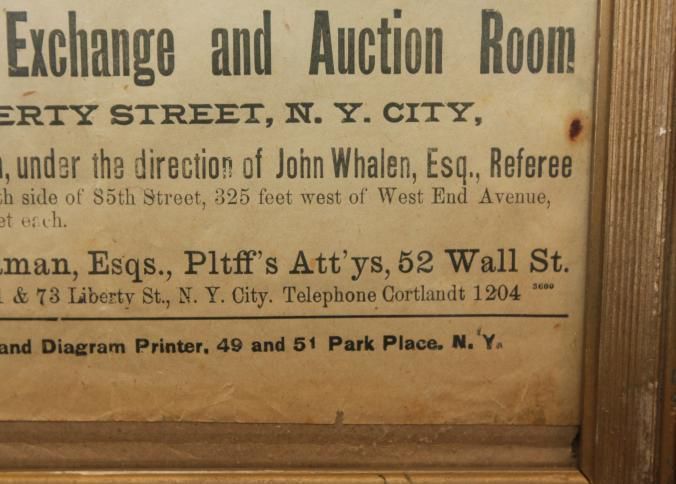 Exchange and Auction Room
ERTY STREET, N. Y. CITY,
, under the direction of John Whalen, Esq., Referee
th side of 85th Street, 325 feet west of West End Avenue,
et each.
man, Esqs., Pltff's Att'ys, 52 Wall St.
& 73 Liberty St., N. Y. City. Telephone Cortlandt 1204 3600
and Diagram Printer, 49 and 51 Park Place. N. Y.